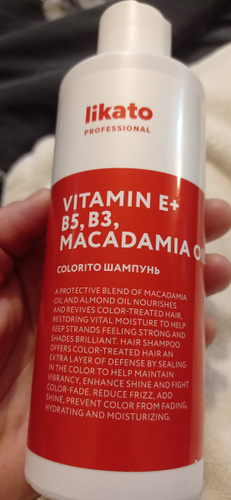 likato
PROFESSIONAL
VITAMIN E+
B5, B3,
MACADAMIA O
COLORITO ШАМПУНЬ
A PROTECTIVE BLEND OF MACADAMIA
OIL AND ALMOND OIL NOURISHES
AND REVIVES COLOR-TREATED HAIR,
RESTORING VITAL MOISTURE TO HELP
KEEP STRANDS FEELING STRONG AND
SHADES BRILLIANT. HAIR SHAMPOO
OFFERS COLOR-TREATED HAIR AN
EXTRA LAYER OF DEFENSE BY SEALING
IN THE COLOR TO HELP MAINTAIN
VIBRANCY, ENHANCE SHINE AND FIGHT
COLOR-FADE. REDUCE FRIZZ, ADD
SHINE, PREVENT COLOR FROM FADING,
HYDRATING AND MOISTURIZING.